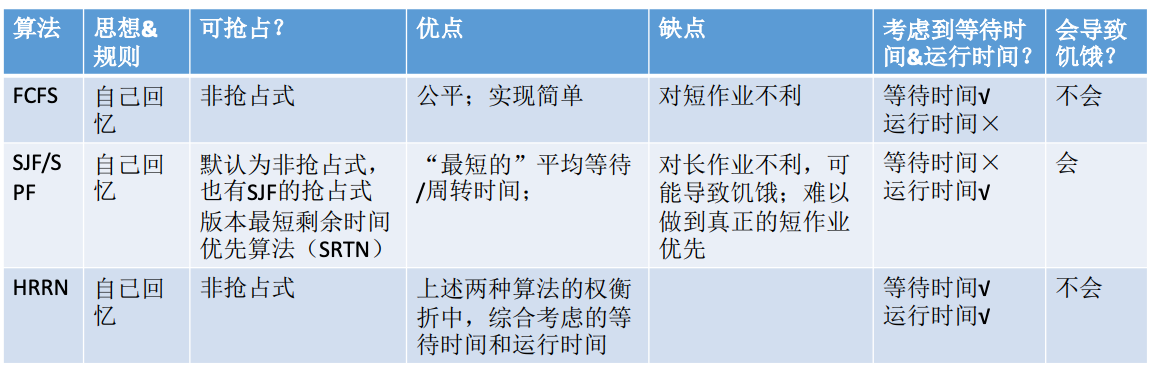 算法
思想&
规则
可抢占？
优点
缺点
考虑到等待时
间&运行时间？
会导致
饥饿？
FCFS
自己回
忆
非抢占式
公平；实现简单
对短作业不利
等待时间√
运行时间×
不会
SJF/S
PF
自己回
忆
默认为非抢占式，
也有SJF的抢占式
版本最短剩余时间
优先算法（SRTN）
“最短的”平均等待
/周转时间；
对长作业不利，可
能导致饥饿；难以
做到真正的短作业
优先
等待时间×
运行时间√
会
HRRN
自己回
忆
非抢占式
上述两种算法的权衡
折中，综合考虑的等
待时间和运行时间
等待时间√
运行时间√
不会